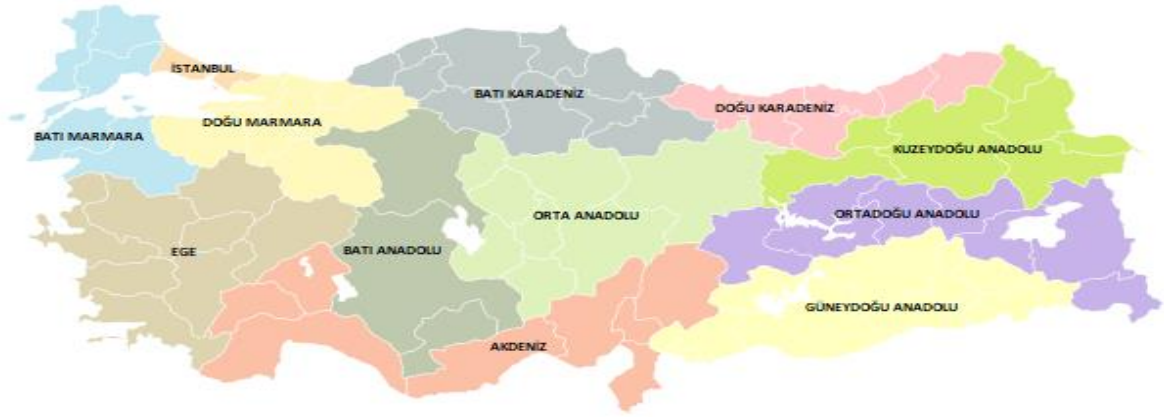 İSTANBUL
BATI KARADENİZ
DOĞU KARADENİZ
DOĞU MARMARA
BATI MARMARA
KUZEYDOĞU ANADOLU
ORTA ANADOLU
ORTADOĞU ANADOLU
EGE
BATI ANADOLU
GÜNEYDOĞU ANADOLU
AKDENİZ